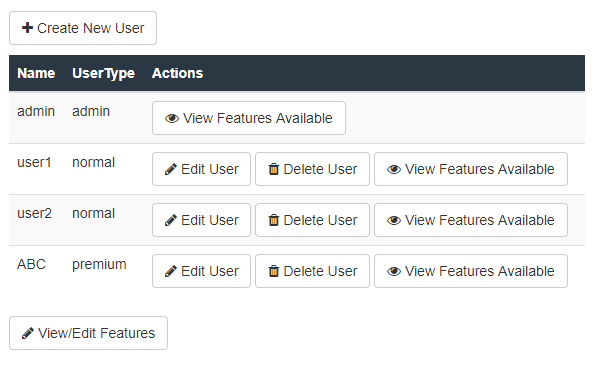 Create New User
Name UserType Actions
admin admin View Features Available
user1 normal Edit User Delete User View Features Available
user2 normal Edit User Delete User View Features Available
ABC premium Edit User Delete User View Features Available
View/Edit Features